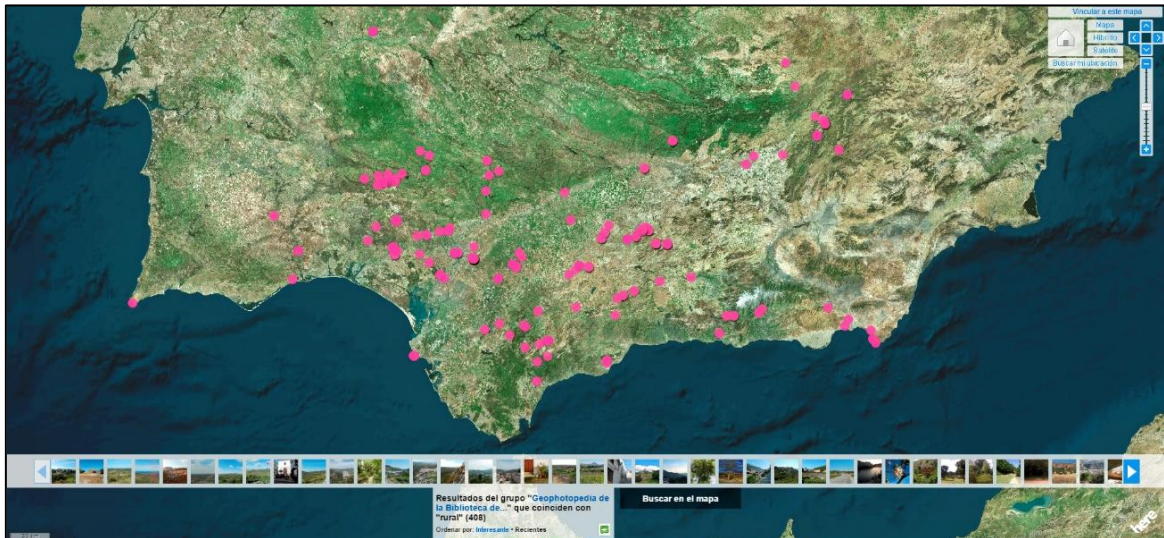 Vincular a este mapa
Mapa
Híbrido
Satélite
Buscar mi ubicación
Resultados del grupo "Geophotopedia de
la Biblioteca de..." que coinciden con
"rural" (408)
Ordenar por: Interesante • Recientes
Buscar en el mapa
here